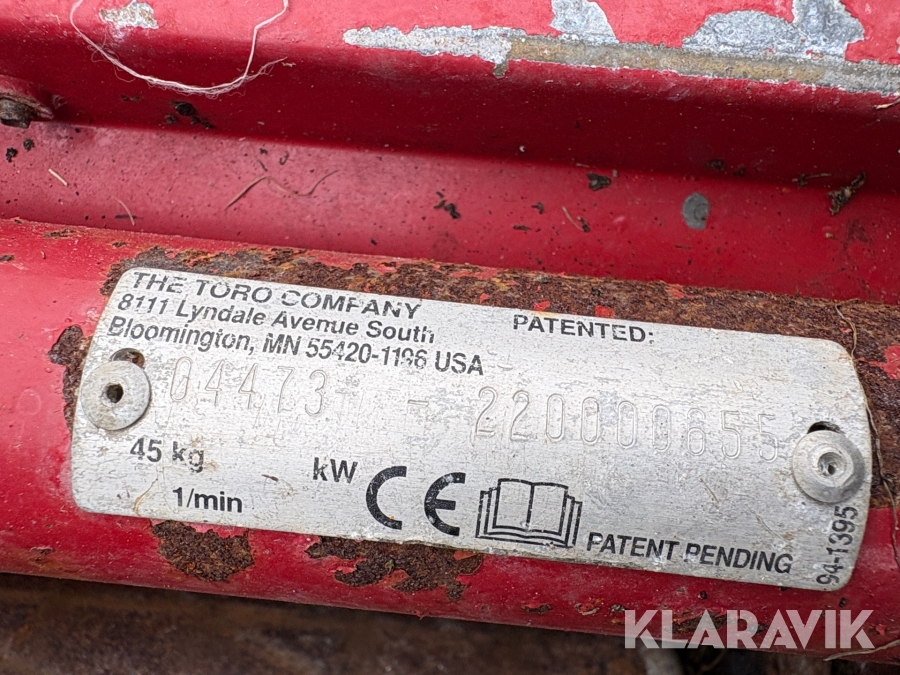 THE TORO COMPANY
8111 Lyndale Avenue South
Bloomington, MN 55420-1196 USA
PATENTED:
04473 - 220000655
45 kg
kW
1/min
CE
PATENT PENDING
94-1395
KLARAVIK